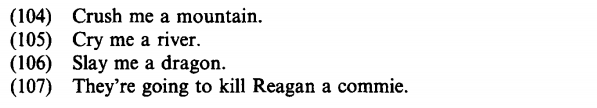 (104) Crush me a mountain.
(105) Cry me a river.
(106) Slay me a dragon.
(107) They're going to kill Reagan a commie.